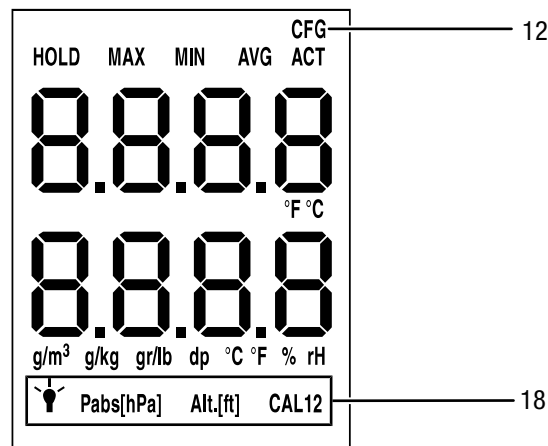 CFG 12
HOLD MAX MIN AVG ACT
8.8.8.8
°F °C
8.8.8.8
g/m³ g/kg gr/lb dp °C °F % rH
Pabs[hPa] Alt.[ft] CAL12 18